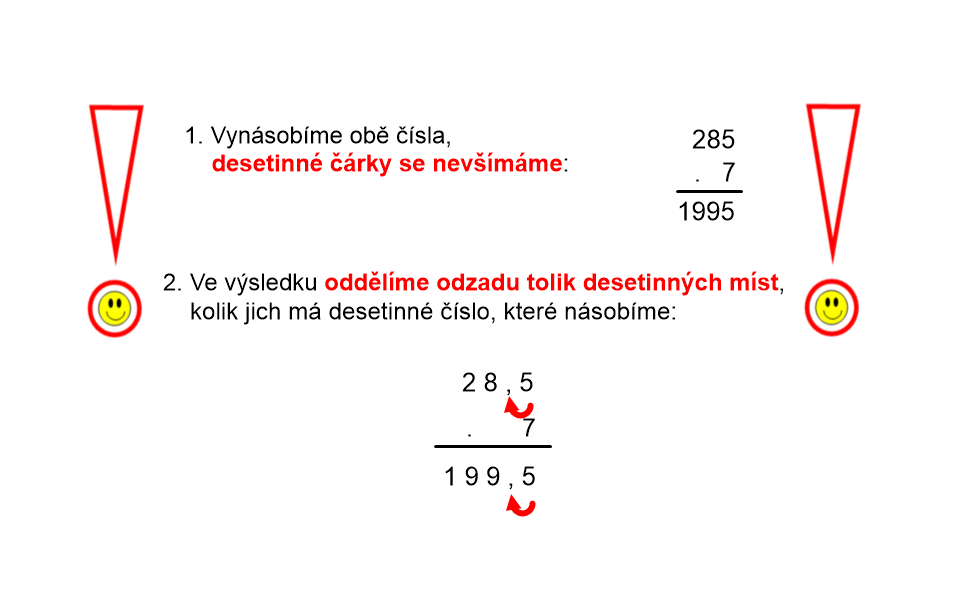 1. Vynásobíme obě čísla,
desetinné čárky se nevšímáme:
285
. 7
1995
2. Ve výsledku oddělíme odzadu tolik desetinných míst,
kolik jich má desetinné číslo, které násobíme:
2 8 , 5
. 7
1 9 9 , 5